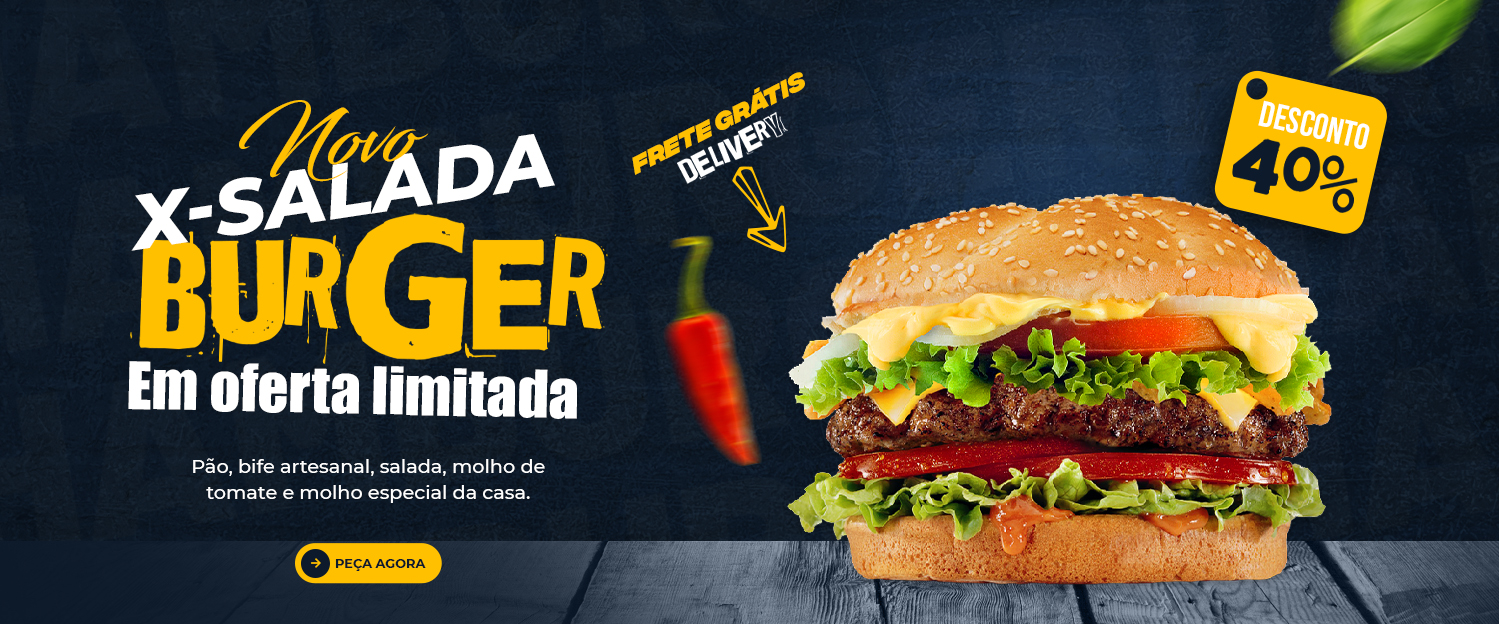 Novo
X-SALADA
BURGER
Em oferta limitada
Pão, bife artesanal, salada, molho de
tomate e molho especial da casa.
PEÇA AGORA
FRETE GRÁTIS
DELIVERY
DESCONTO
40%